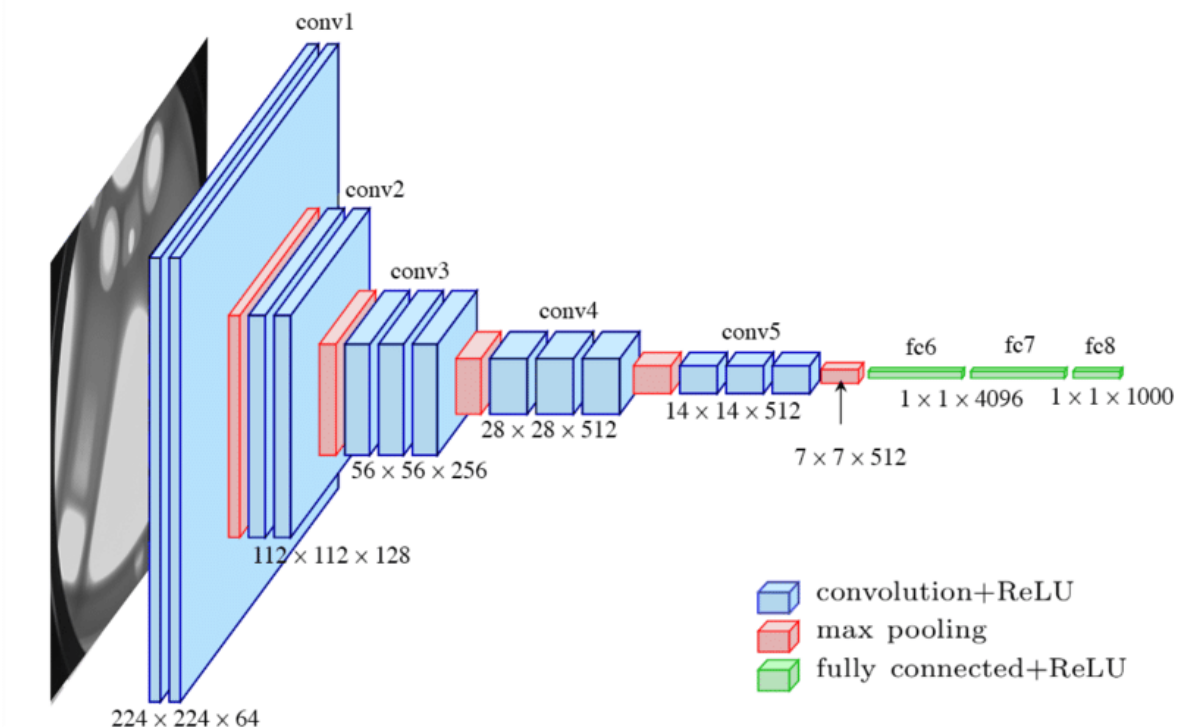 conv1
conv2
conv3
conv4
conv5
fc6
fc7
fc8
1 × 1 × 4096
1 × 1 × 1000
14 × 14 × 512
28 × 28 × 512
7 × 7 × 512
56 × 56 × 256
112 × 112 × 128
convolution+ReLU
max pooling
fully connected+ReLU
224 × 224 × 64